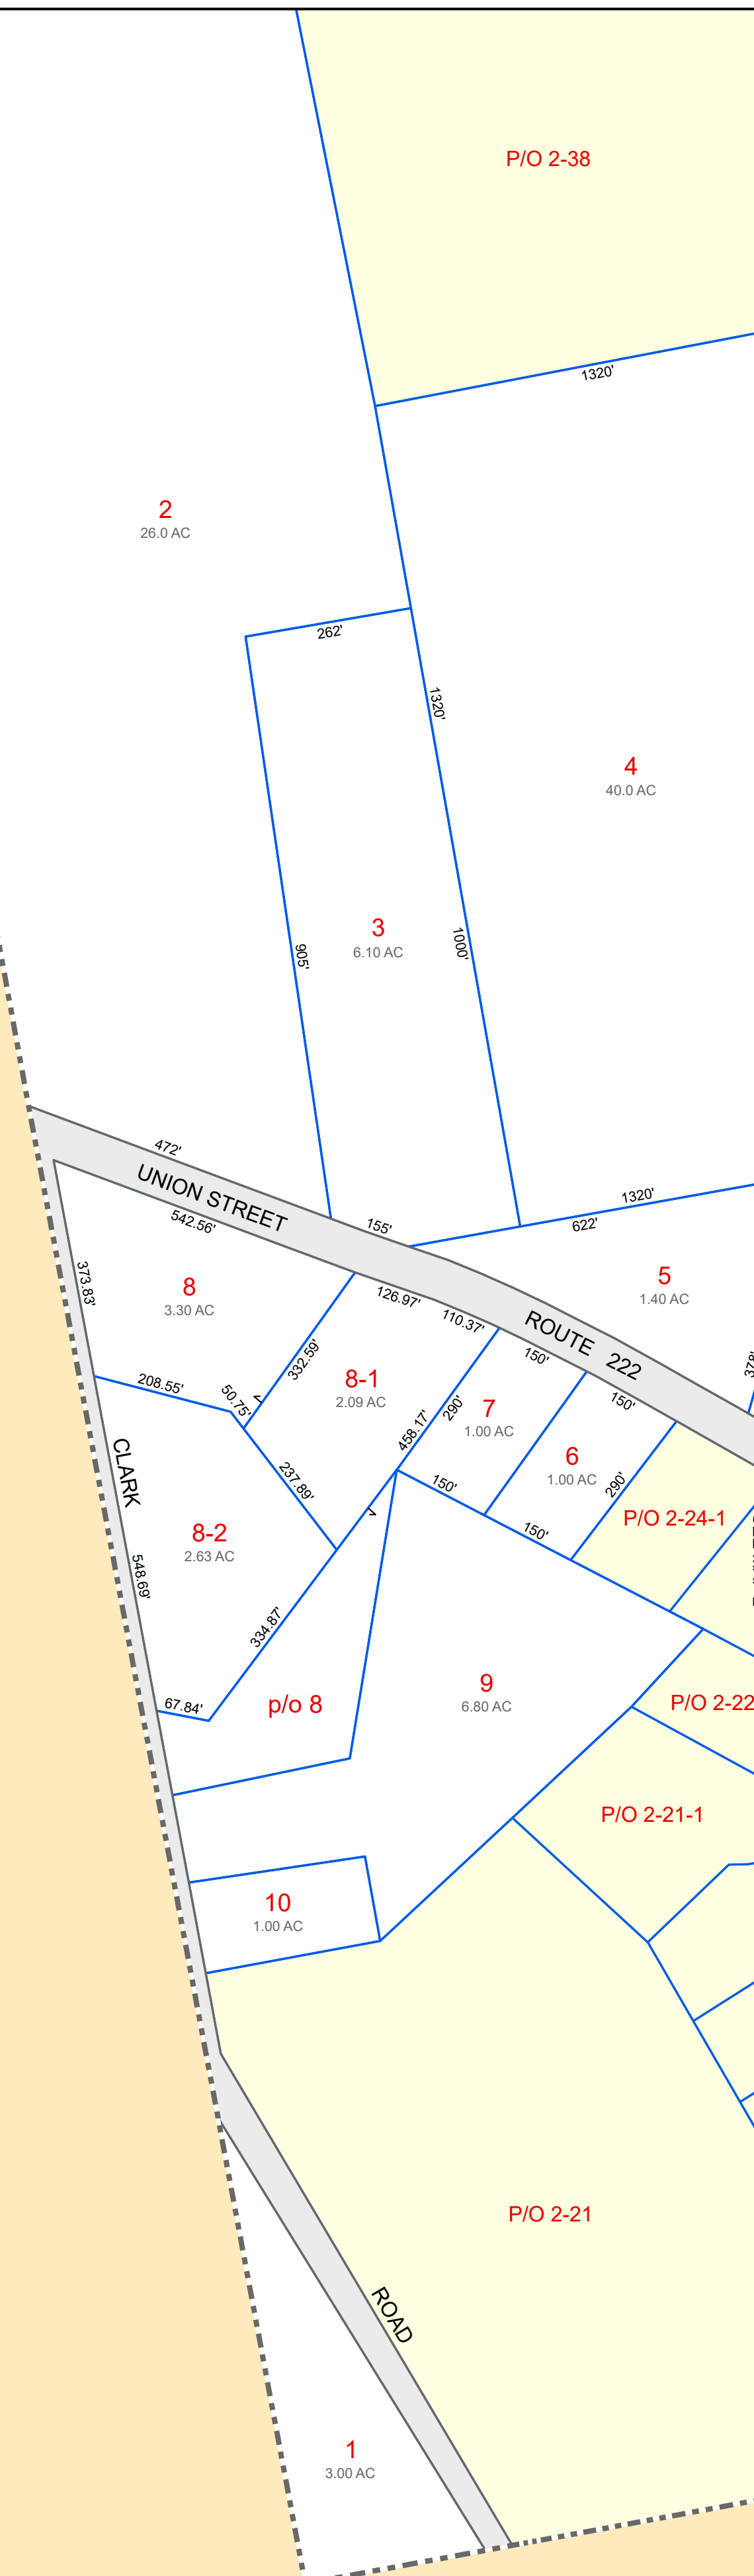 P/O 2-38
1320'
2
26.0 AC
262'
1320'
4
40.0 AC
3
6.10 AC
905'
1000'
472'
UNION STREET
542.56'
155'
1320'
622'
5
1.40 AC
373.83'
8
3.30 AC
126.97'
110.37'
ROUTE 222
150'
378'
332.59'
208.55'
50.75'
8-1
2.09 AC
458.17'
290'
7
1.00 AC
150'
6
1.00 AC
290'
CLARK
237.89'
150'
150'
P/O 2-24-1
8-2
2.63 AC
548.69'
334.87'
67.84'
p/o 8
9
6.80 AC
P/O 2-22
P/O 2-21-1
10
1.00 AC
P/O 2-21
ROAD
1
3.00 AC